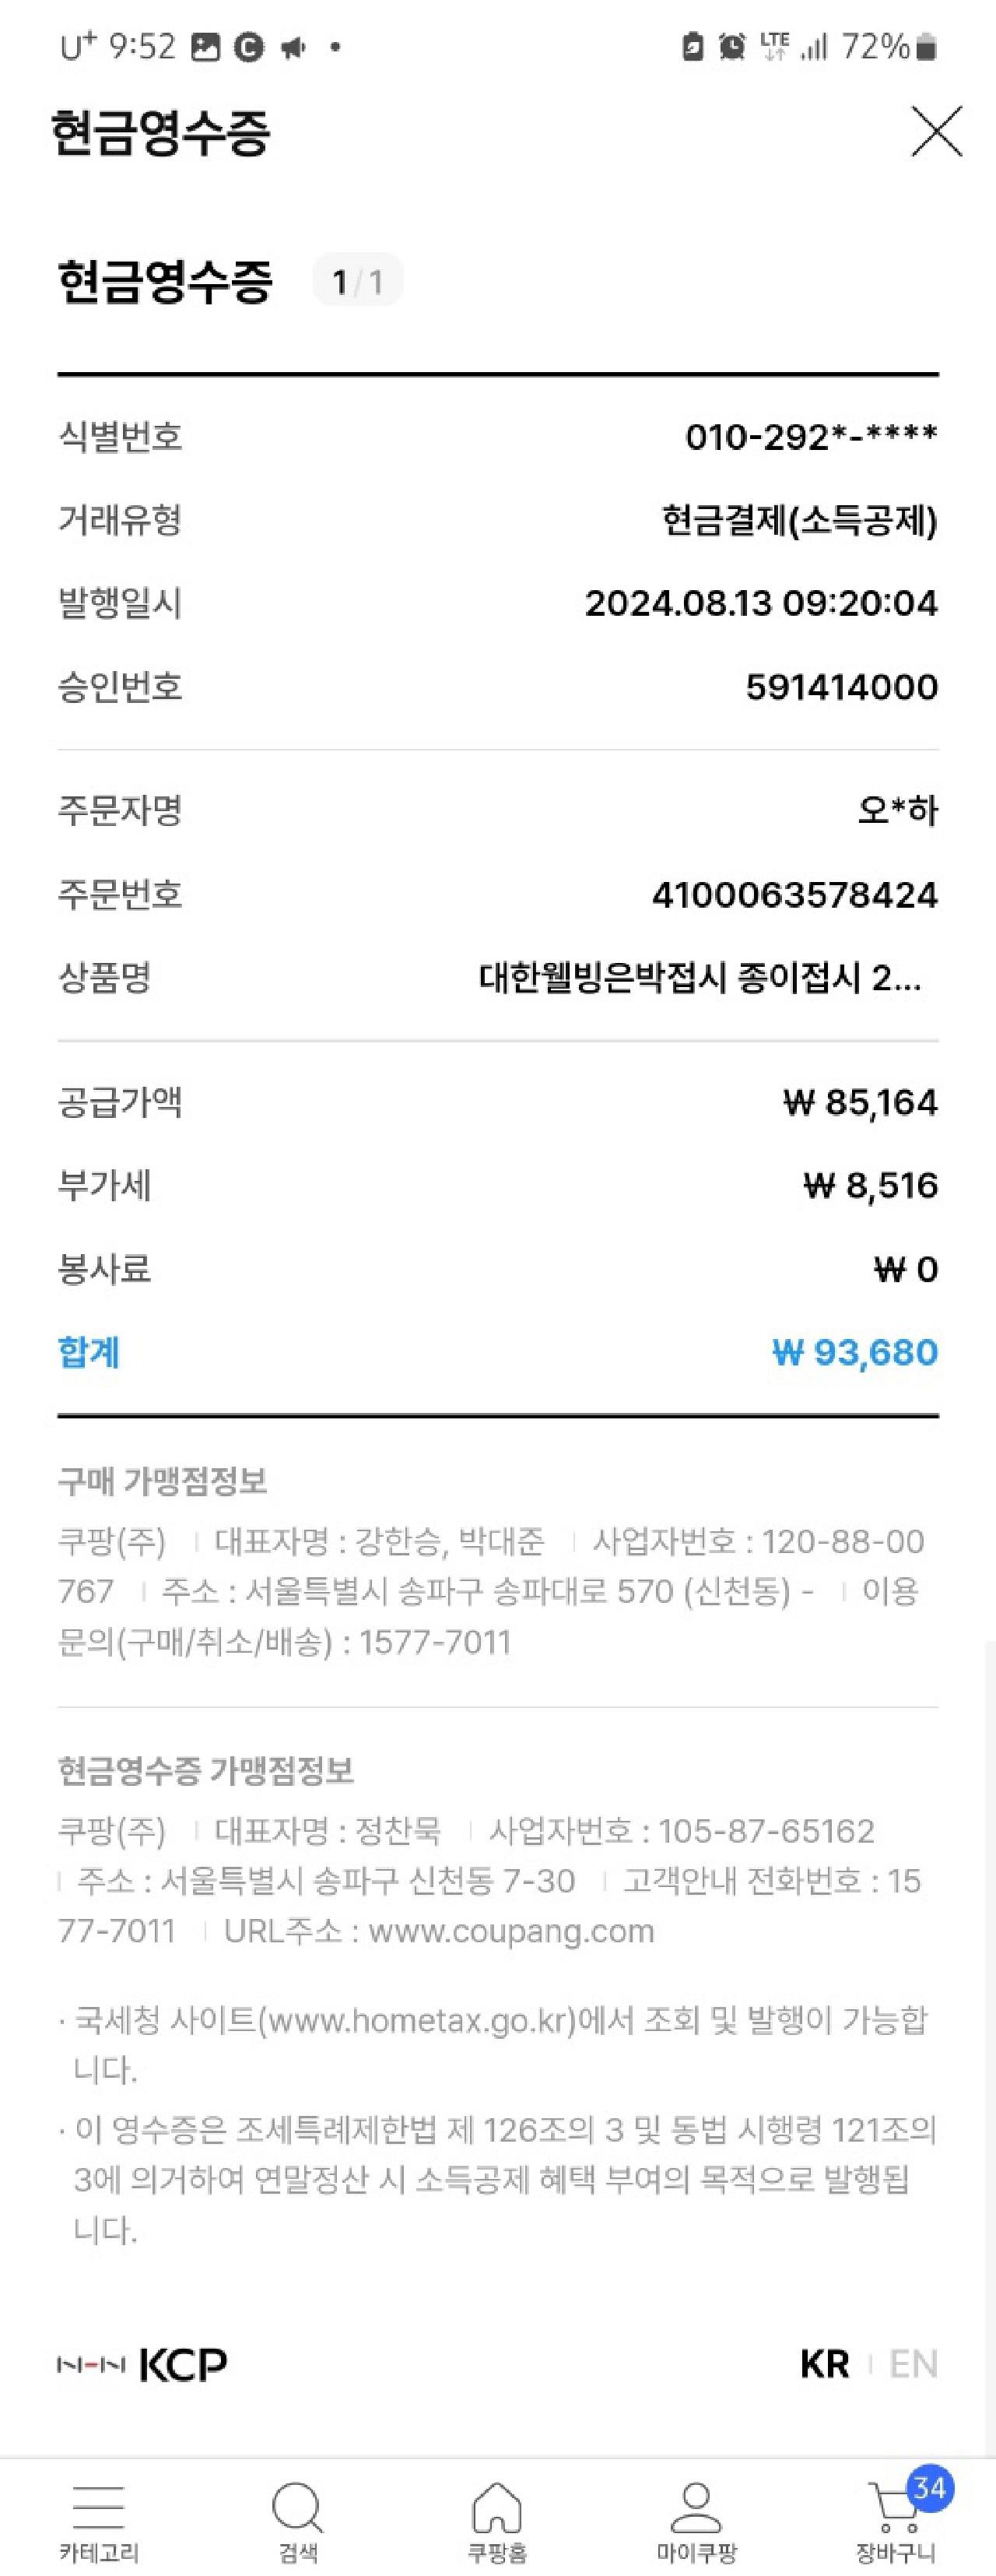 U+ 9:52 LTE 72%
현금영수증
현금영수증 1/1
식별번호 010-292*-****
거래유형 현금결제(소득공제)
발행일시 2024.08.13 09:20:04
승인번호 591414000
주문자명 오*하
주문번호 4100063578424
상품명 대한웰빙은박접시 종이접시 2...
공급가액 ₩ 85,164
부가세 ₩ 8,516
봉사료 ₩ 0
합계 ₩ 93,680
구매 가맹점정보
쿠팡(주) | 대표자명 : 강한승, 박대준 | 사업자번호 : 120-88-00
767 | 주소 : 서울특별시 송파구 송파대로 570 (신천동) - | 이용
문의(구매/취소/배송) : 1577-7011
현금영수증 가맹점정보
쿠팡(주) | 대표자명 : 정찬묵 | 사업자번호 : 105-87-65162
| 주소 : 서울특별시 송파구 신천동 7-30 | 고객안내 전화번호 : 15
77-7011 | URL주소 : www.coupang.com
· 국세청 사이트(www.hometax.go.kr)에서 조회 및 발행이 가능합
니다.
· 이 영수증은 조세특례제한법 제 126조의 3 및 동법 시행령 121조의
3에 의거하여 연말정산 시 소득공제 혜택 부여의 목적으로 발행됩
니다.
NHN KCP KR | EN
34
카테고리 검색 쿠팡홈 마이쿠팡 장바구니